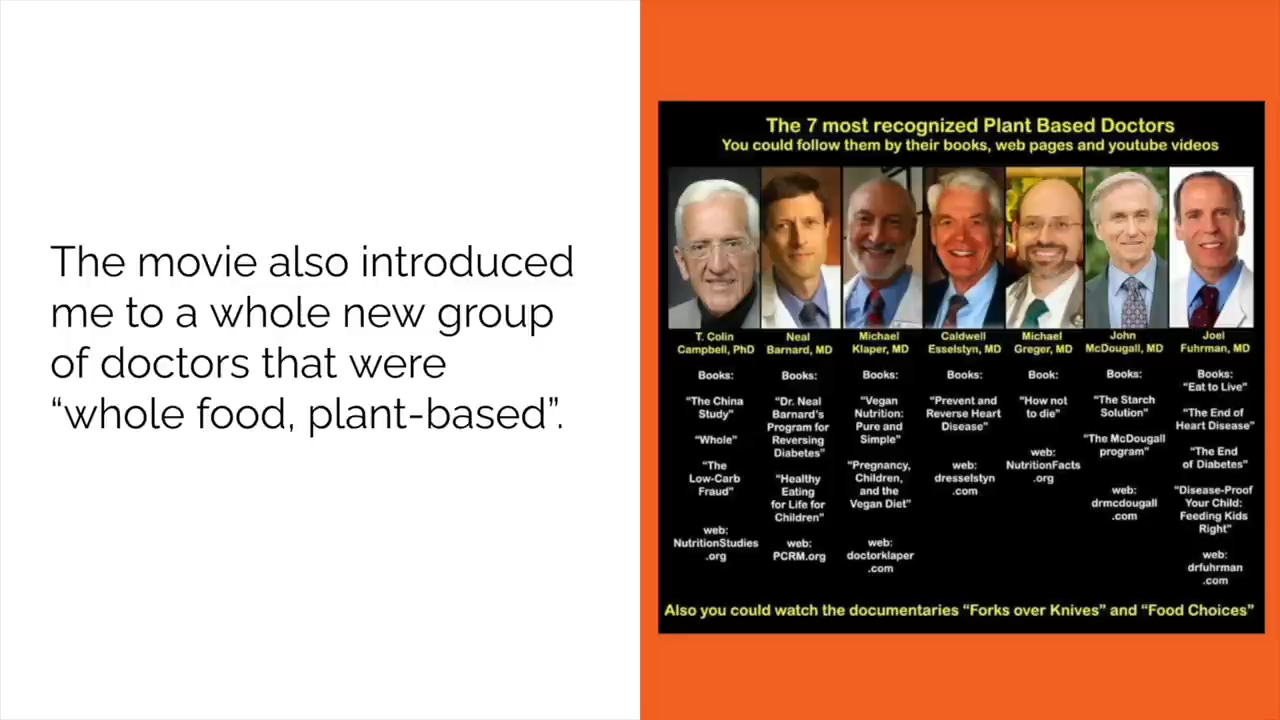 The movie also introduced
me to a whole new group
of doctors that were
“whole food, plant-based”.
The 7 most recognized Plant Based Doctors
You could follow them by their books, web pages and youtube videos
T. Colin
Campbell, PhD
Books:
"The China
Study"
"Whole"
"The
Low-Carb
Fraud"
web:
NutritionStudies
.org
Neal
Barnard, MD
Books:
"Dr. Neal
Barnard's
Program for
Reversing
Diabetes"
"Healthy
Eating
for Life for
Children"
web:
PCRM.org
Michael
Klaper, MD
Books:
"Vegan
Nutrition:
Pure and
Simple"
"Pregnancy,
Children,
and the
Vegan Diet"
web:
doctorklaper
.com
Caldwell
Esselstyn, MD
Books:
"Prevent and
Reverse Heart
Disease"
web:
dresselstyn
.com
Michael
Greger, MD
Book:
"How not
to die"
web:
NutritionFacts
.org
John
McDougall, MD
Books:
"The Starch
Solution"
"The McDougall
program"
web:
drmcdougall
.com
Joel
Fuhrman, MD
Books:
"Eat to Live"
"The End of
Heart Disease"
"The End
of Diabetes"
"Disease-Proof
Your Child:
Feeding Kids
Right"
web:
drfuhrman
.com
Also you could watch the documentaries "Forks over Knives" and "Food Choices"